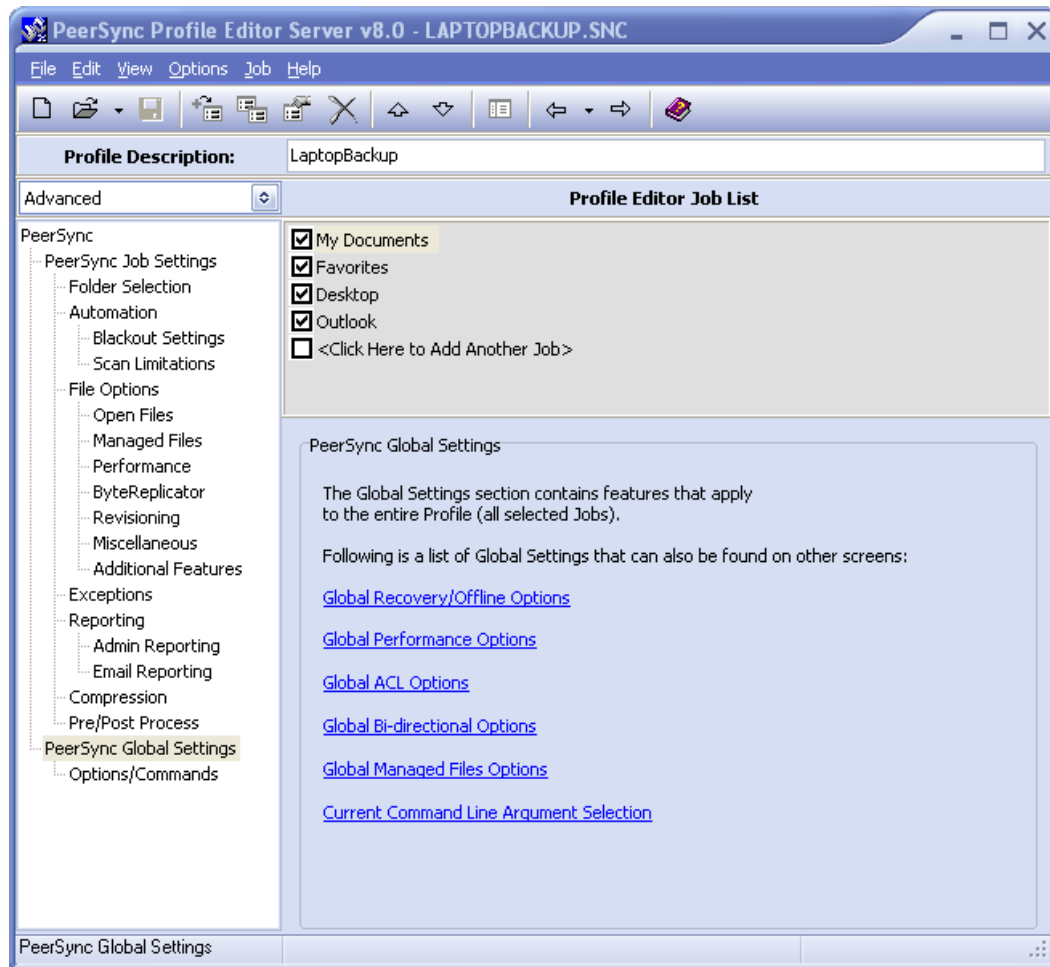 PeerSync Profile Editor Server v8.0 - LAPTOPBACKUP.SNC
File Edit View Options Job Help
Profile Description: LaptopBackup
Advanced
Profile Editor Job List
PeerSync
PeerSync Job Settings
Folder Selection
Automation
Blackout Settings
Scan Limitations
File Options
Open Files
Managed Files
Performance
ByteReplicator
Revisioning
Miscellaneous
Additional Features
Exceptions
Reporting
Admin Reporting
Email Reporting
Compression
Pre/Post Process
PeerSync Global Settings
Options/Commands
My Documents
Favorites
Desktop
Outlook
<Click Here to Add Another Job>
PeerSync Global Settings
The Global Settings section contains features that apply
to the entire Profile (all selected Jobs).
Following is a list of Global Settings that can also be found on other screens:
Global Recovery/Offline Options
Global Performance Options
Global ACL Options
Global Bi-directional Options
Global Managed Files Options
Current Command Line Argument Selection
PeerSync Global Settings